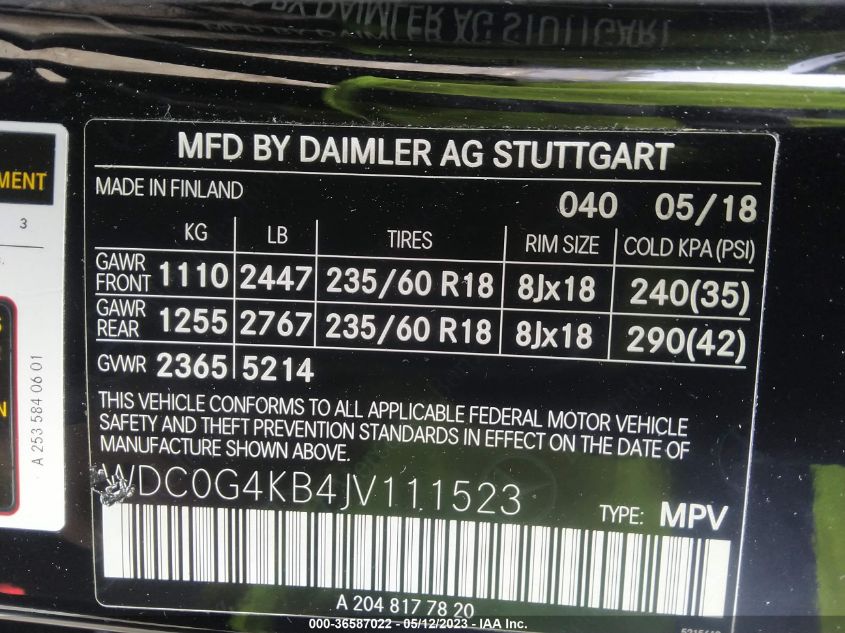 MFD BY DAIMLER AG STUTTGART
MADE IN FINLAND 040 05/18
KG LB TIRES RIM SIZE COLD KPA (PSI)
GAWR FRONT 1110 2447 235/60 R18 8Jx18 240(35)
GAWR REAR 1255 2767 235/60 R18 8Jx18 290(42)
GVWR 2365 5214
THIS VEHICLE CONFORMS TO ALL APPLICABLE FEDERAL MOTOR VEHICLE
SAFETY AND THEFT PREVENTION STANDARDS IN EFFECT ON THE DATE OF
MANUFACTURE SHOWN ABOVE.
WDC0G4KB4JV111523
TYPE: MPV
A 204 817 78 20
MENT
3
A 253 584 06 01
000-36587022 - 05/12/2023 - IAA Inc.